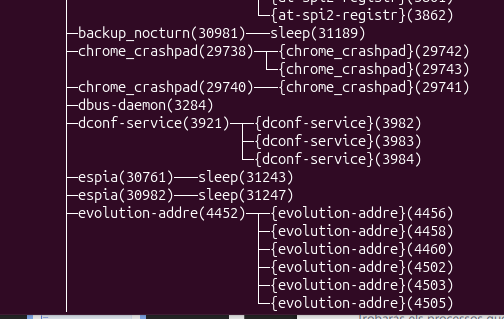 {at-spi2-registr}(3862)
backup_nocturn(30981)───sleep(31189)
chrome_crashpad(29738)─┬─{chrome_crashpad}(29742)
└─{chrome_crashpad}(29743)
chrome_crashpad(29740)───{chrome_crashpad}(29741)
dbus-daemon(3284)
dconf-service(3921)─┬─{dconf-service}(3982)
├─{dconf-service}(3983)
└─{dconf-service}(3984)
espia(30761)───sleep(31243)
espia(30982)───sleep(31247)
evolution-addre(4452)─┬─{evolution-addre}(4456)
├─{evolution-addre}(4458)
├─{evolution-addre}(4460)
├─{evolution-addre}(4502)
├─{evolution-addre}(4503)
└─{evolution-addre}(4505)